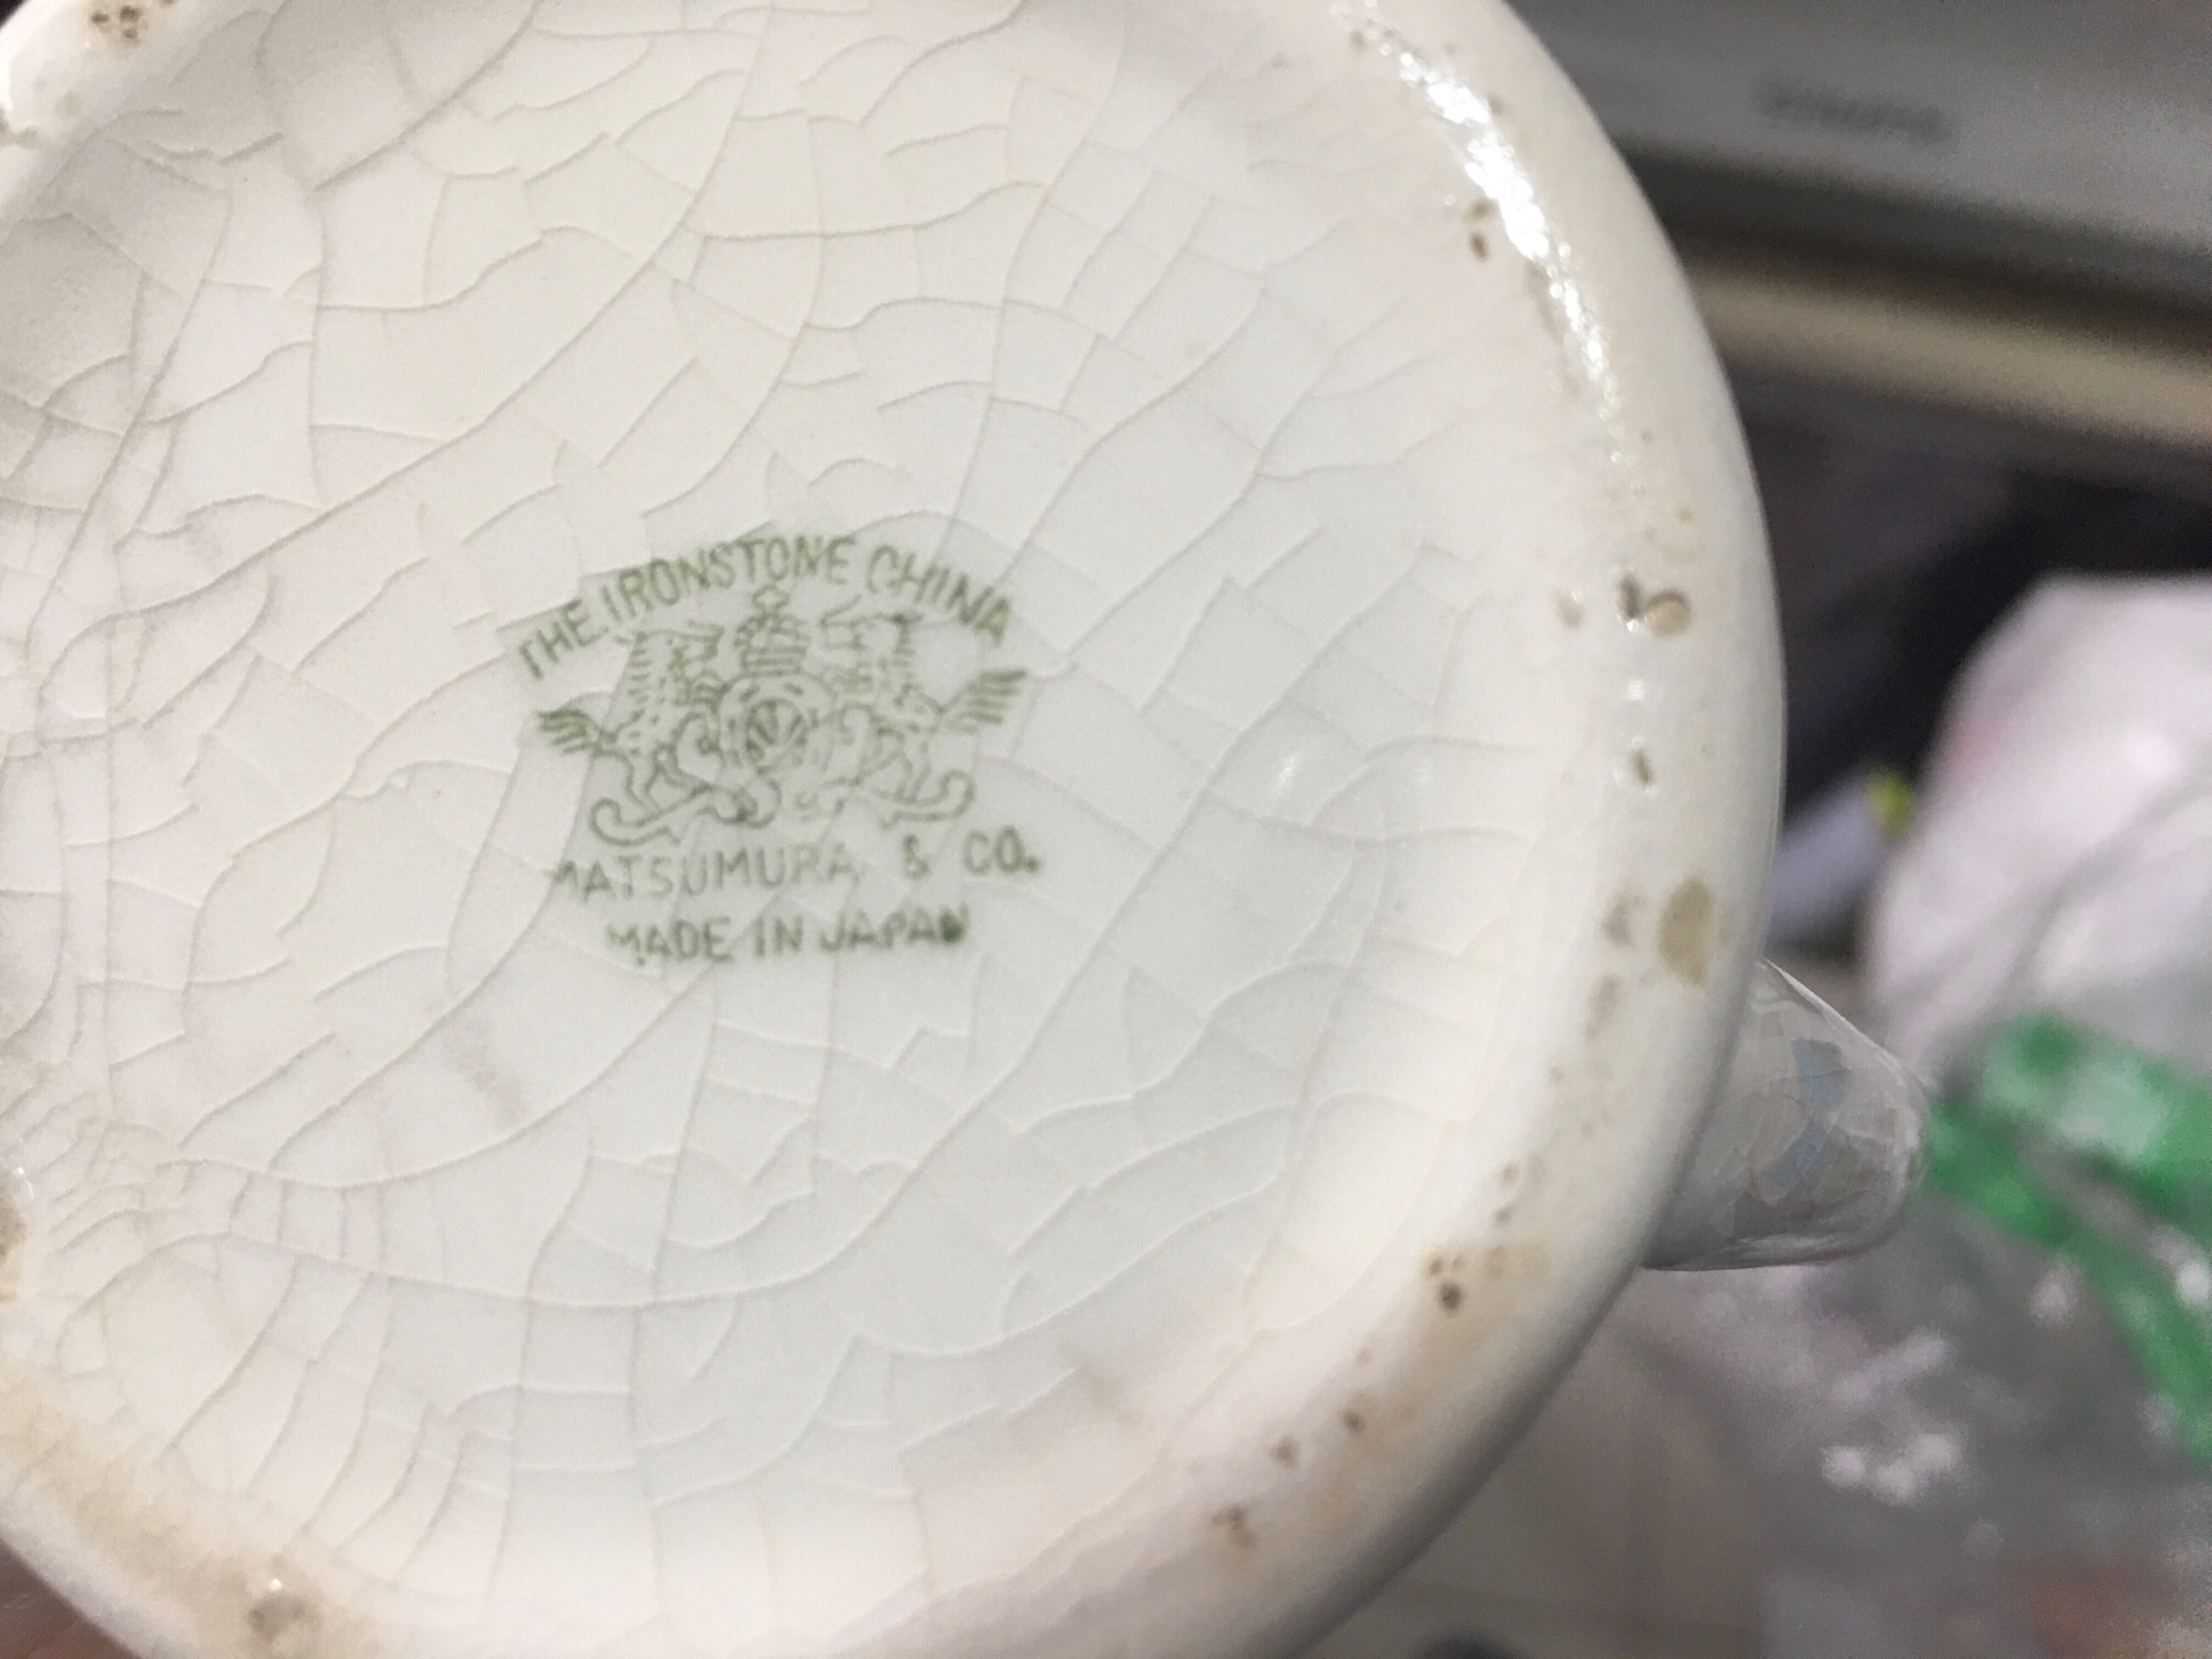 THE IRONSTONE CHINA
MATSUMURA & CO.
MADE IN JAPAN